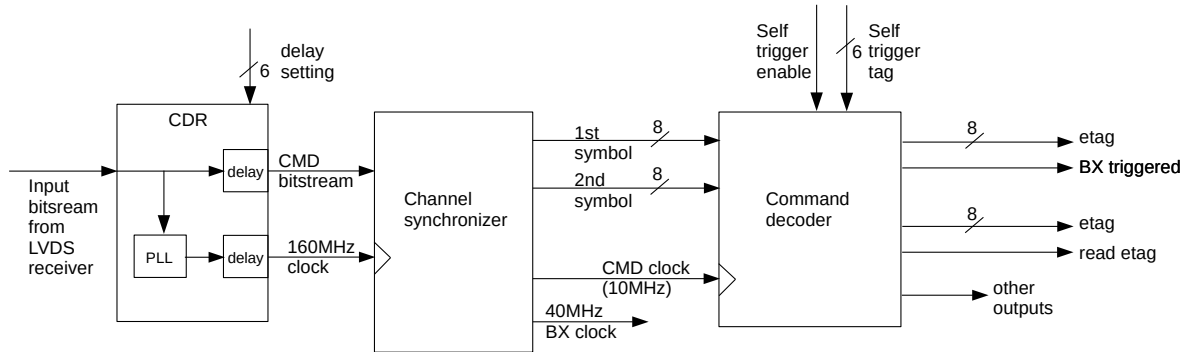 delay
setting
6
CDR
delay
CMD
bitstream
Input
bitsream
from
LVDS
receiver
PLL
delay
160MHz
clock
Channel
synchronizer
1st
symbol
8
2nd
symbol
8
CMD clock
(10MHz)
40MHz
BX clock
Self
trigger
enable
6
Self
trigger
tag
Command
decoder
8
etag
BX triggered
8
etag
read etag
other
outputs